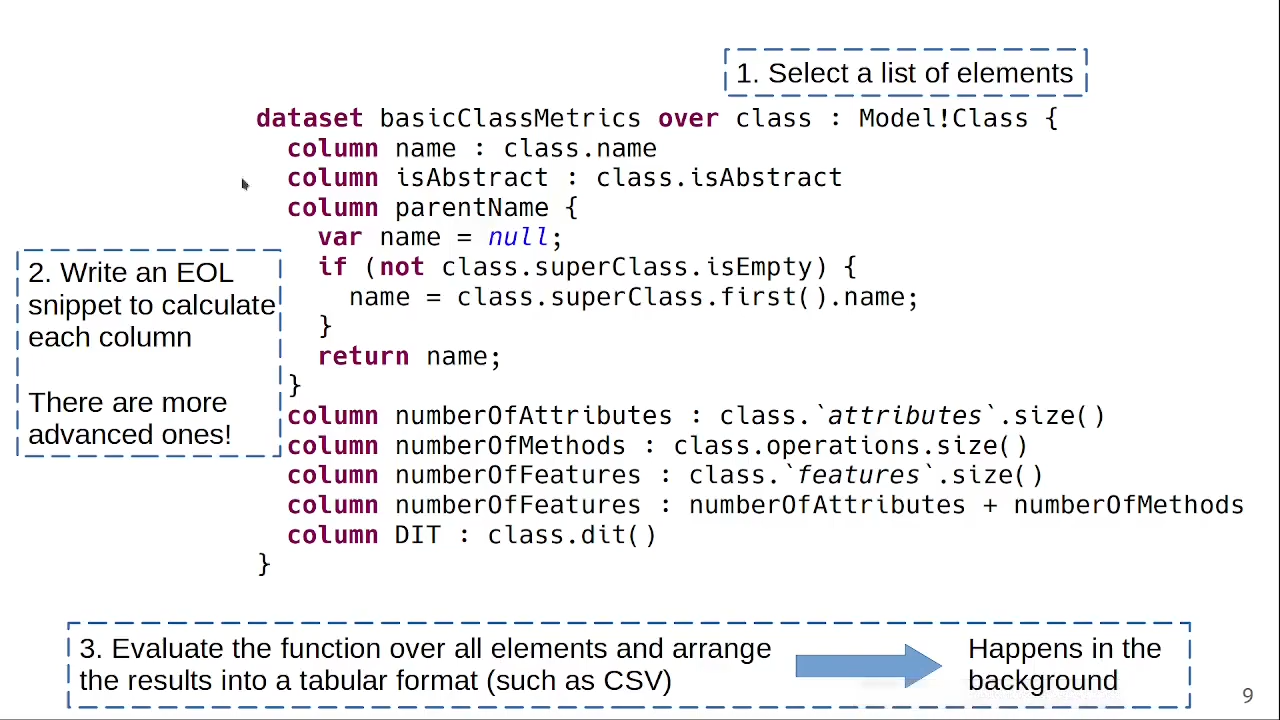 1. Select a list of elements
dataset basicClassMetrics over class : Model!Class {
column name : class.name
column isAbstract : class.isAbstract
column parentName {
var name = null;
if (not class.superClass.isEmpty) {
name = class.superClass.first().name;
}
return name;
}
column numberOfAttributes : class.`attributes`.size()
column numberOfMethods : class.operations.size()
column numberOfFeatures : class.`features`.size()
column numberOfFeatures : numberOfAttributes + numberOfMethods
column DIT : class.dit()
}
2. Write an EOL
snippet to calculate
each column
There are more
advanced ones!
3. Evaluate the function over all elements and arrange
the results into a tabular format (such as CSV)
Happens in the
background
9